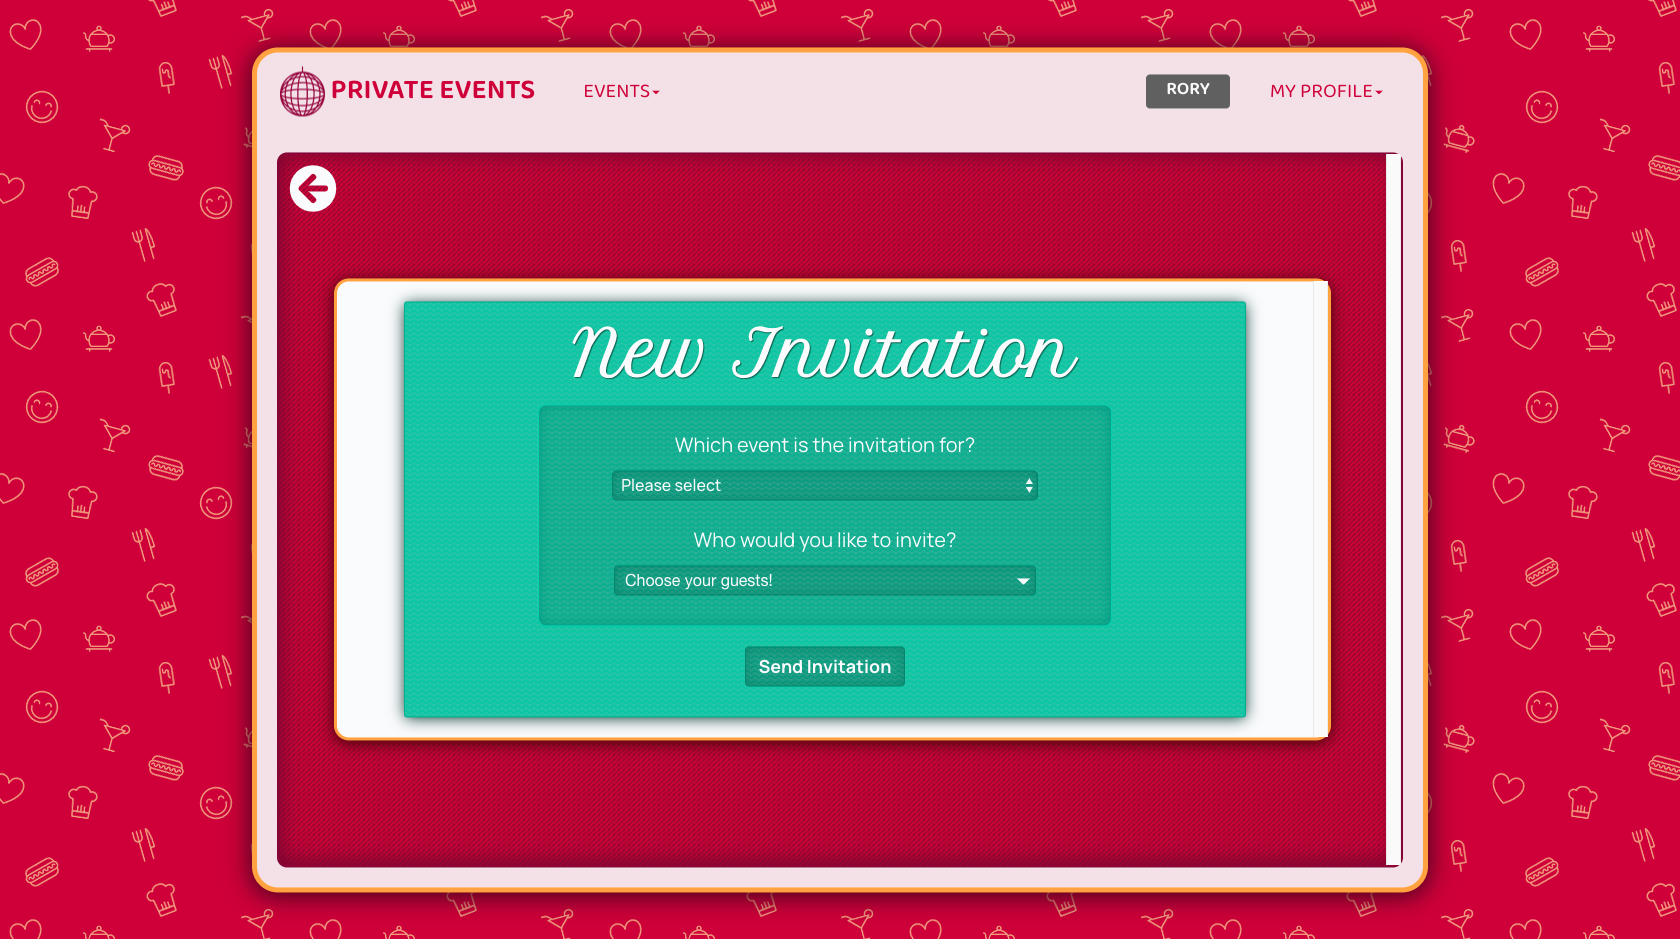 PRIVATE EVENTS
EVENTS
RORY
MY PROFILE
New Invitation
Which event is the invitation for?
Please select
Who would you like to invite?
Choose your guests!
Send Invitation